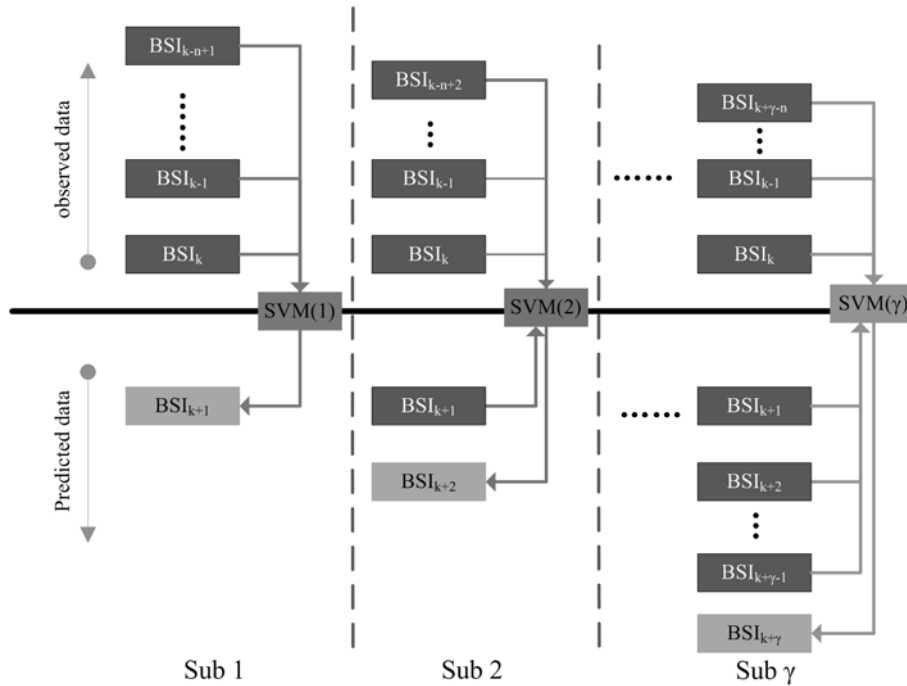 observed data
Predicted data
BSIₖ₋ₙ₊₁
BSIₖ₋₁
BSIₖ
SVM(1)
BSIₖ₊₁
Sub 1
BSIₖ₋ₙ₊₂
BSIₖ₋₁
BSIₖ
SVM(2)
BSIₖ₊₁
BSIₖ₊₂
Sub 2
BSIₖ₊ᵧ₋ₙ
BSIₖ₋₁
BSIₖ
SVM(γ)
BSIₖ₊₁
BSIₖ₊₂
BSIₖ₊ᵧ₋₁
BSIₖ₊ᵧ
Sub γ